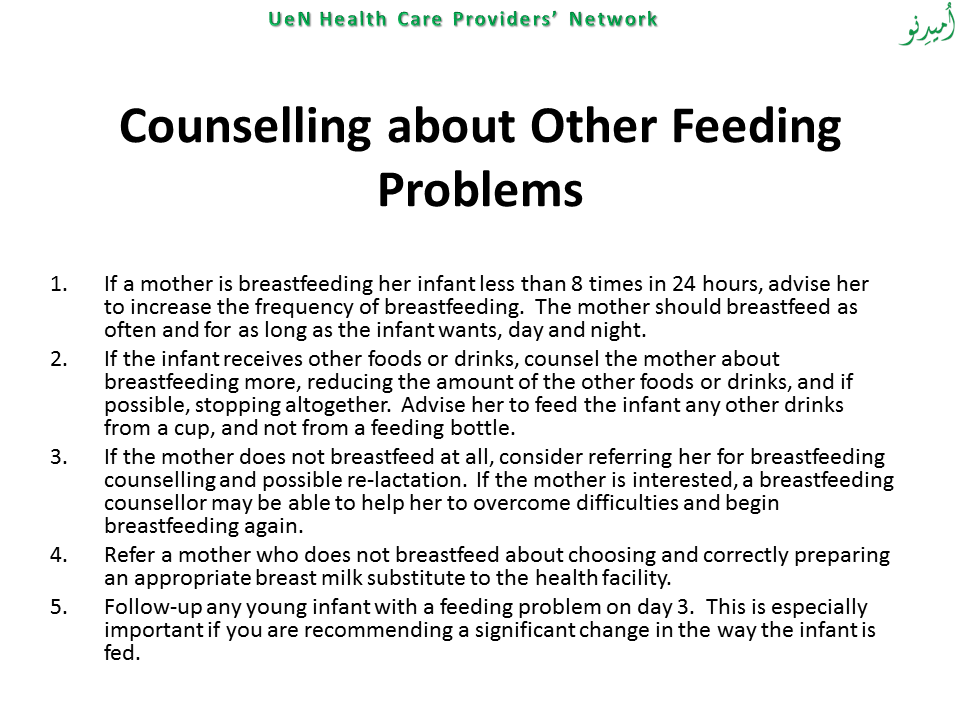 UeN Health Care Providers’ Network
اُمیدِنو
Counselling about Other Feeding
Problems
1. If a mother is breastfeeding her infant less than 8 times in 24 hours, advise her
to increase the frequency of breastfeeding. The mother should breastfeed as
often and for as long as the infant wants, day and night.
2. If the infant receives other foods or drinks, counsel the mother about
breastfeeding more, reducing the amount of the other foods or drinks, and if
possible, stopping altogether. Advise her to feed the infant any other drinks
from a cup, and not from a feeding bottle.
3. If the mother does not breastfeed at all, consider referring her for breastfeeding
counselling and possible re-lactation. If the mother is interested, a breastfeeding
counsellor may be able to help her to overcome difficulties and begin
breastfeeding again.
4. Refer a mother who does not breastfeed about choosing and correctly preparing
an appropriate breast milk substitute to the health facility.
5. Follow-up any young infant with a feeding problem on day 3. This is especially
important if you are recommending a significant change in the way the infant is
fed.